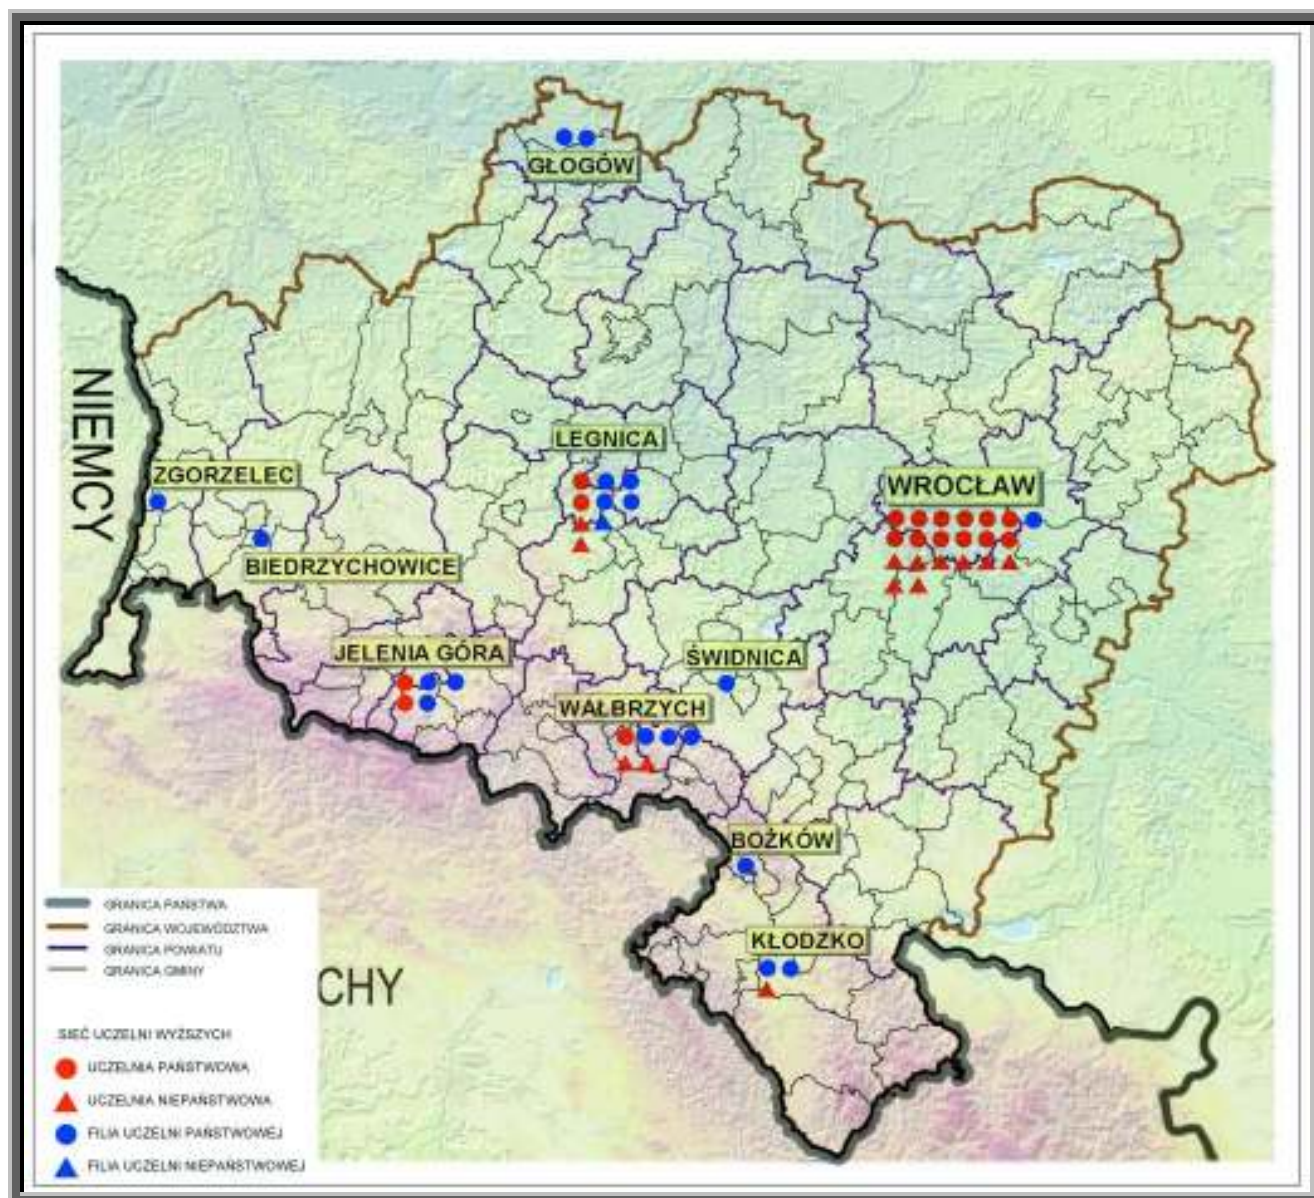 GŁOGÓW
LEGNICA
ZGORZELEC
WROCŁAW
NIEMCY
BIEDRZYCHOWICE
JELENIA GÓRA
ŚWIDNICA
WAŁBRZYCH
BOŻKÓW
KŁODZKO
CHY
GRANICA PAŃSTWA
GRANICA WOJEWÓDZTWA
GRANICA POWIATU
GRANICA GMINY
SIEĆ UCZELNI WYŻSZYCH
UCZELNIA PAŃSTWOWA
UCZELNIA NIEPAŃSTWOWA
FILIA UCZELNI PAŃSTWOWEJ
FILIA UCZELNI NIEPAŃSTWOWEJ